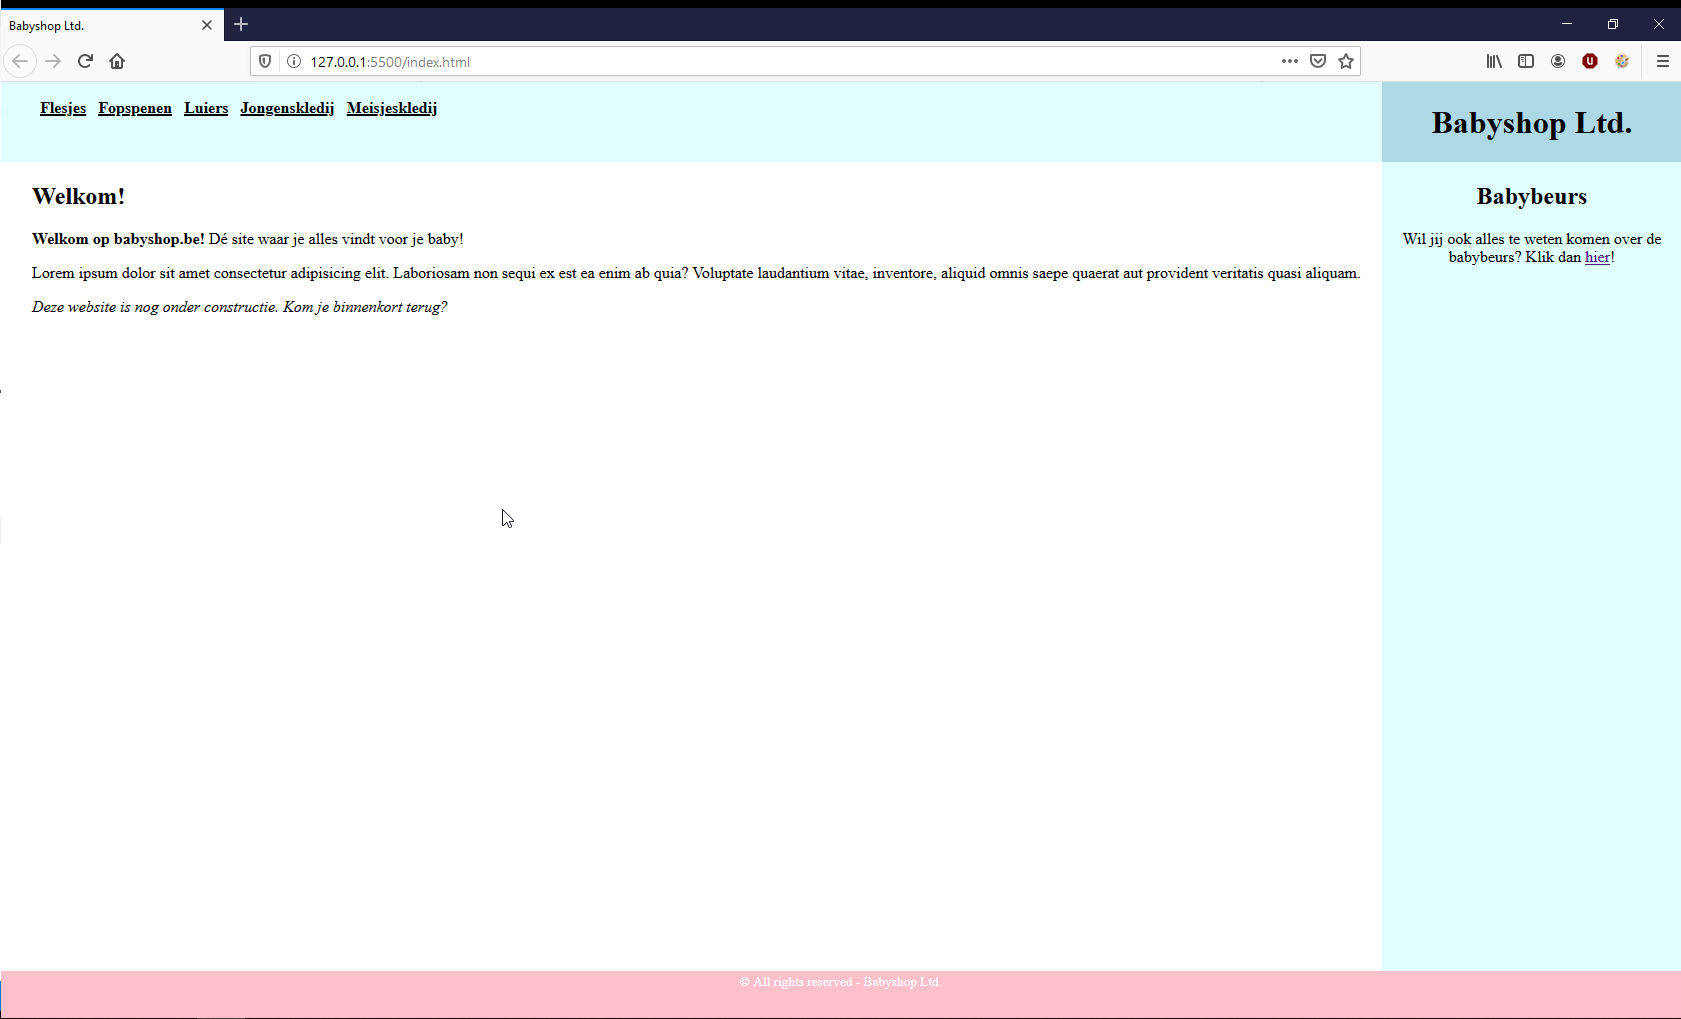 Babyshop Ltd.
127.0.0.1:5500/index.html
Flesjes Fopspenen Luiers Jongenskledij Meisjeskledij
Babyshop Ltd.
Welkom!
Welkom op babyshop.be! Dé site waar je alles vindt voor je baby!
Lorem ipsum dolor sit amet consectetur adipisicing elit. Laboriosam non sequi ex est ea enim ab quia? Voluptate laudantium vitae, inventore, aliquid omnis saepe quaerat aut provident veritatis quasi aliquam.
Deze website is nog onder constructie. Kom je binnenkort terug?
Babybeurs
Wil jij ook alles te weten komen over de
babybeurs? Klik dan hier!
© All rights reserved - Babyshop Ltd.